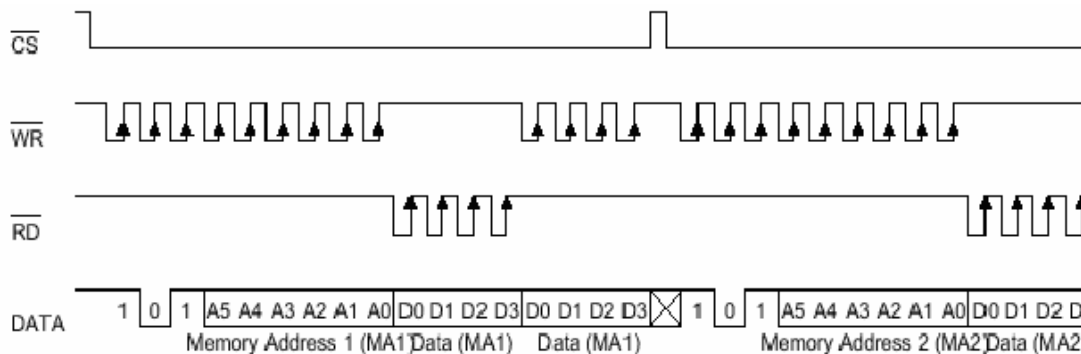 CS
WR
RD
DATA 1 0 1 A5 A4 A3 A2 A1 A0 D0 D1 D2 D3 D0 D1 D2 D3 1 0 1 A5 A4 A3 A2 A1 A0 D0 D1 D2 D
Memory Address 1 (MA1) Data (MA1) Data (MA1) Memory Address 2 (MA2) Data (MA2